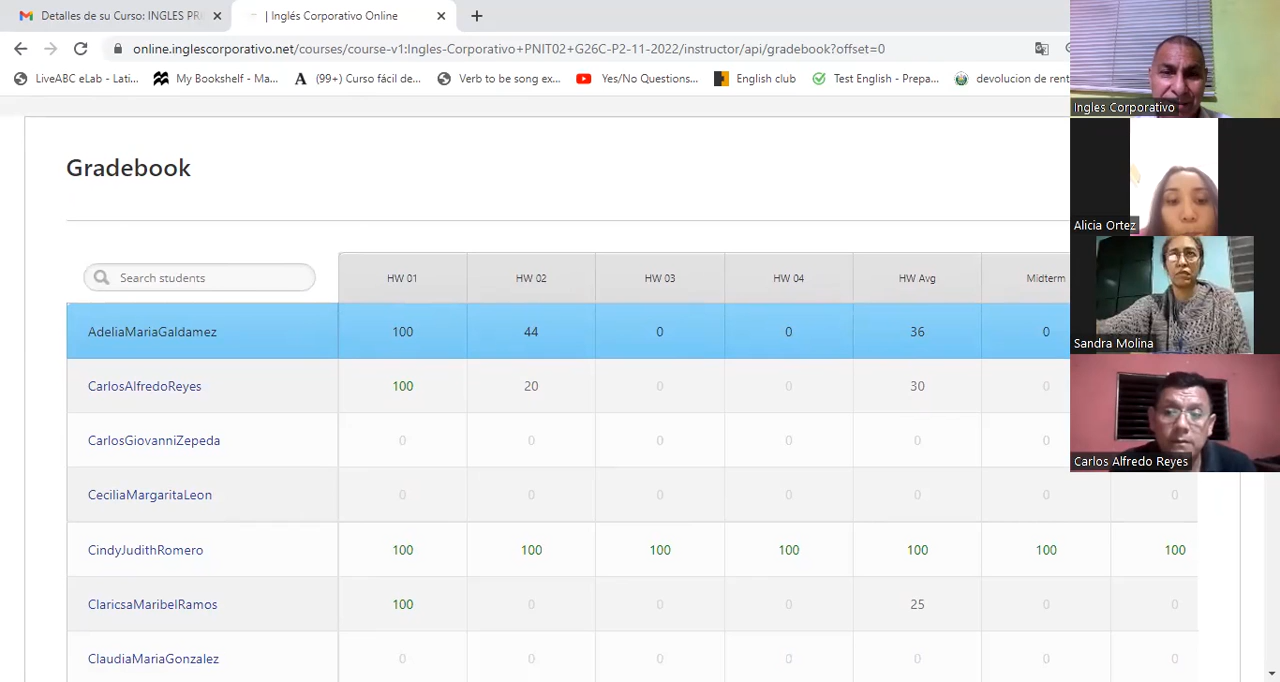 Detalles de su Curso: INGLES PR
| Inglés Corporativo Online
online.inglescorporativo.net/courses/course-v1:Ingles-Corporativo+PNIT02+G26C-P2-11-2022/instructor/api/gradebook?offset=0
LiveABC eLab - Lati... My Bookshelf - Ma... (99+) Curso fácil de... Verb to be song ex... Yes/No Questions... English club Test English - Prepa... devolucion de rent
Gradebook
Search students HW 01 HW 02 HW 03 HW 04 HW Avg Midterm
AdeliaMariaGaldamez 100 44 0 0 36 0
CarlosAlfredoReyes 100 20 0 0 30 0
CarlosGiovanniZepeda 0 0 0 0 0 0
CeciliaMargaritaLeon 0 0 0 0 0 0 0
CindyJudithRomero 100 100 100 100 100 100 100
ClaricsaMaribelRamos 100 0 0 0 25 0 0
ClaudiaMariaGonzalez 0 0 0 0 0 0 0
Ingles Corporativo
Alicia Ortez
Sandra Molina
Carlos Alfredo Reyes